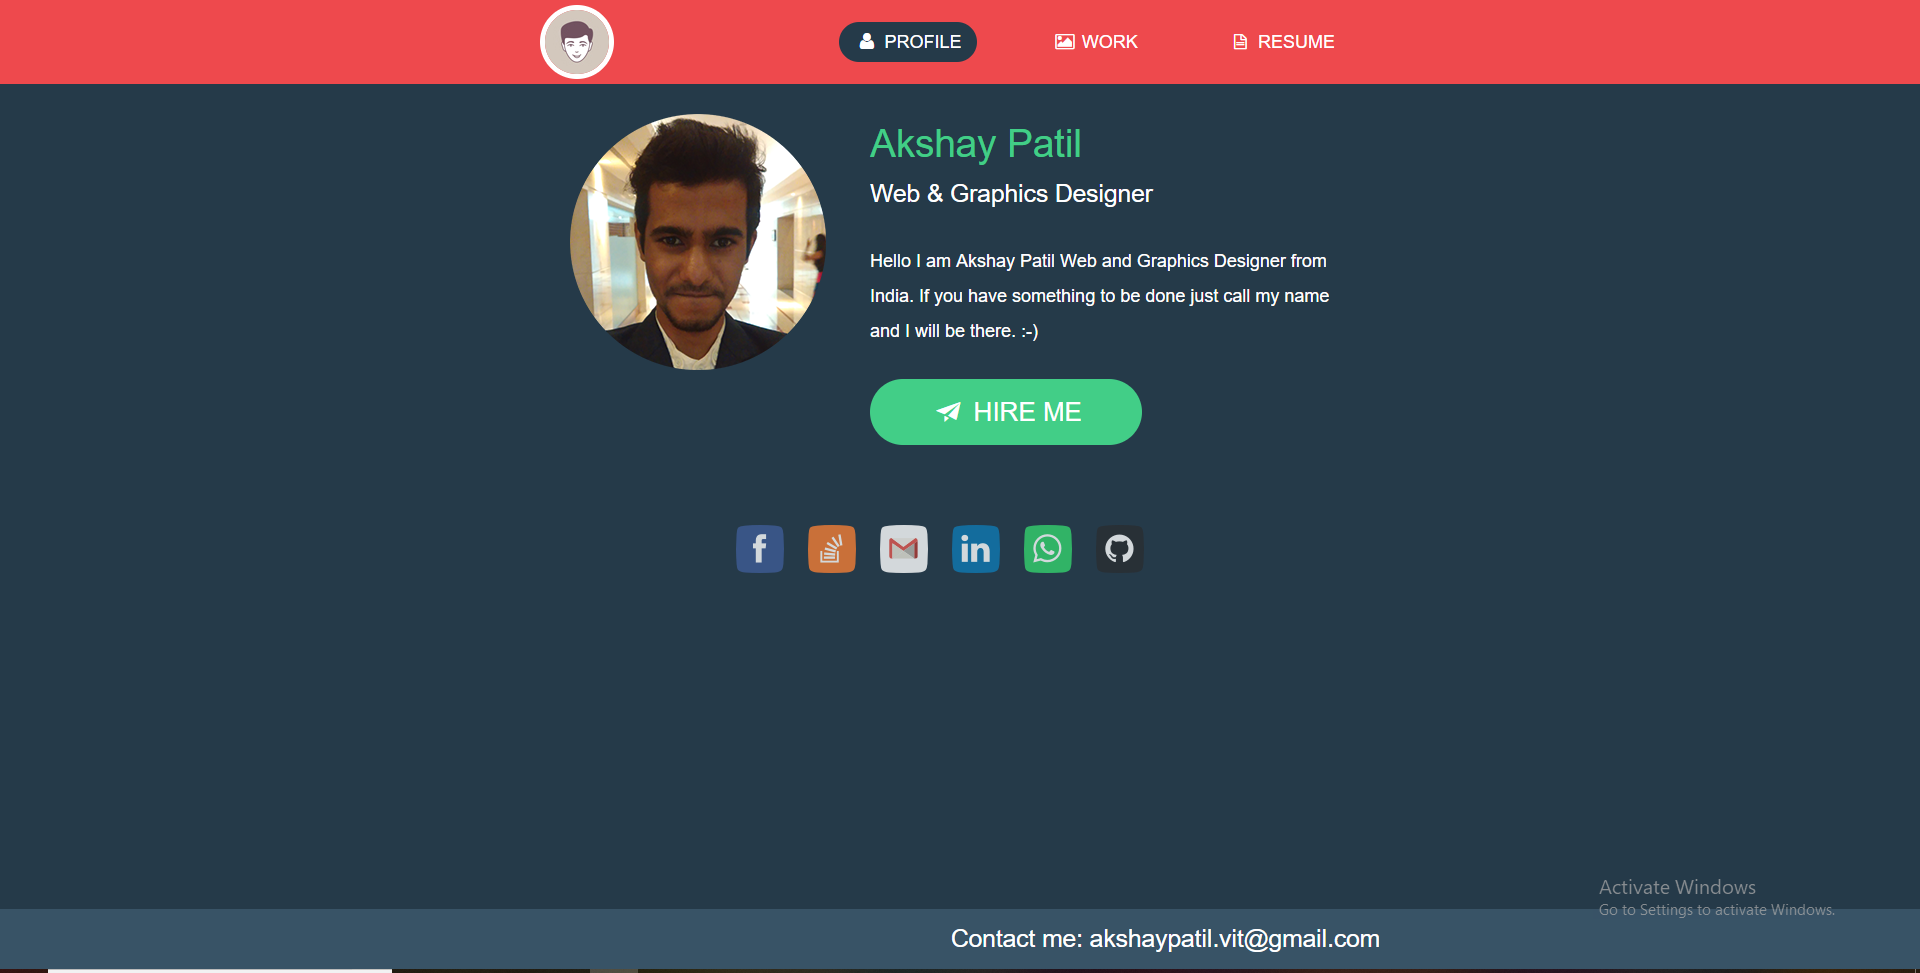 PROFILE
WORK
RESUME
Akshay Patil
Web & Graphics Designer
Hello I am Akshay Patil Web and Graphics Designer from
India. If you have something to be done just call my name
and I will be there. :-)
HIRE ME
f
in
Activate Windows
Go to Settings to activate Windows.
Contact me: akshaypatil.vit@gmail.com